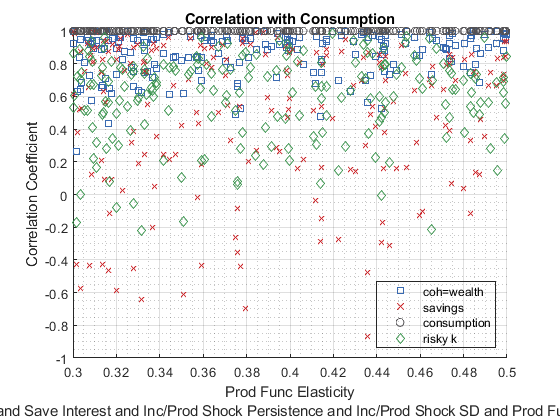 Correlation with Consumption
1
0.8
0.6
0.4
0.2
0
-0.2
-0.4
-0.6
-0.8
-1
Correlation Coefficient
coh=wealth
savings
consumption
risky k
0.3 0.32 0.34 0.36 0.38 0.4 0.42 0.44 0.46 0.48 0.5
Prod Func Elasticity
and Save Interest and Inc/Prod Shock Persistence and Inc/Prod Shock SD and Prod Fu